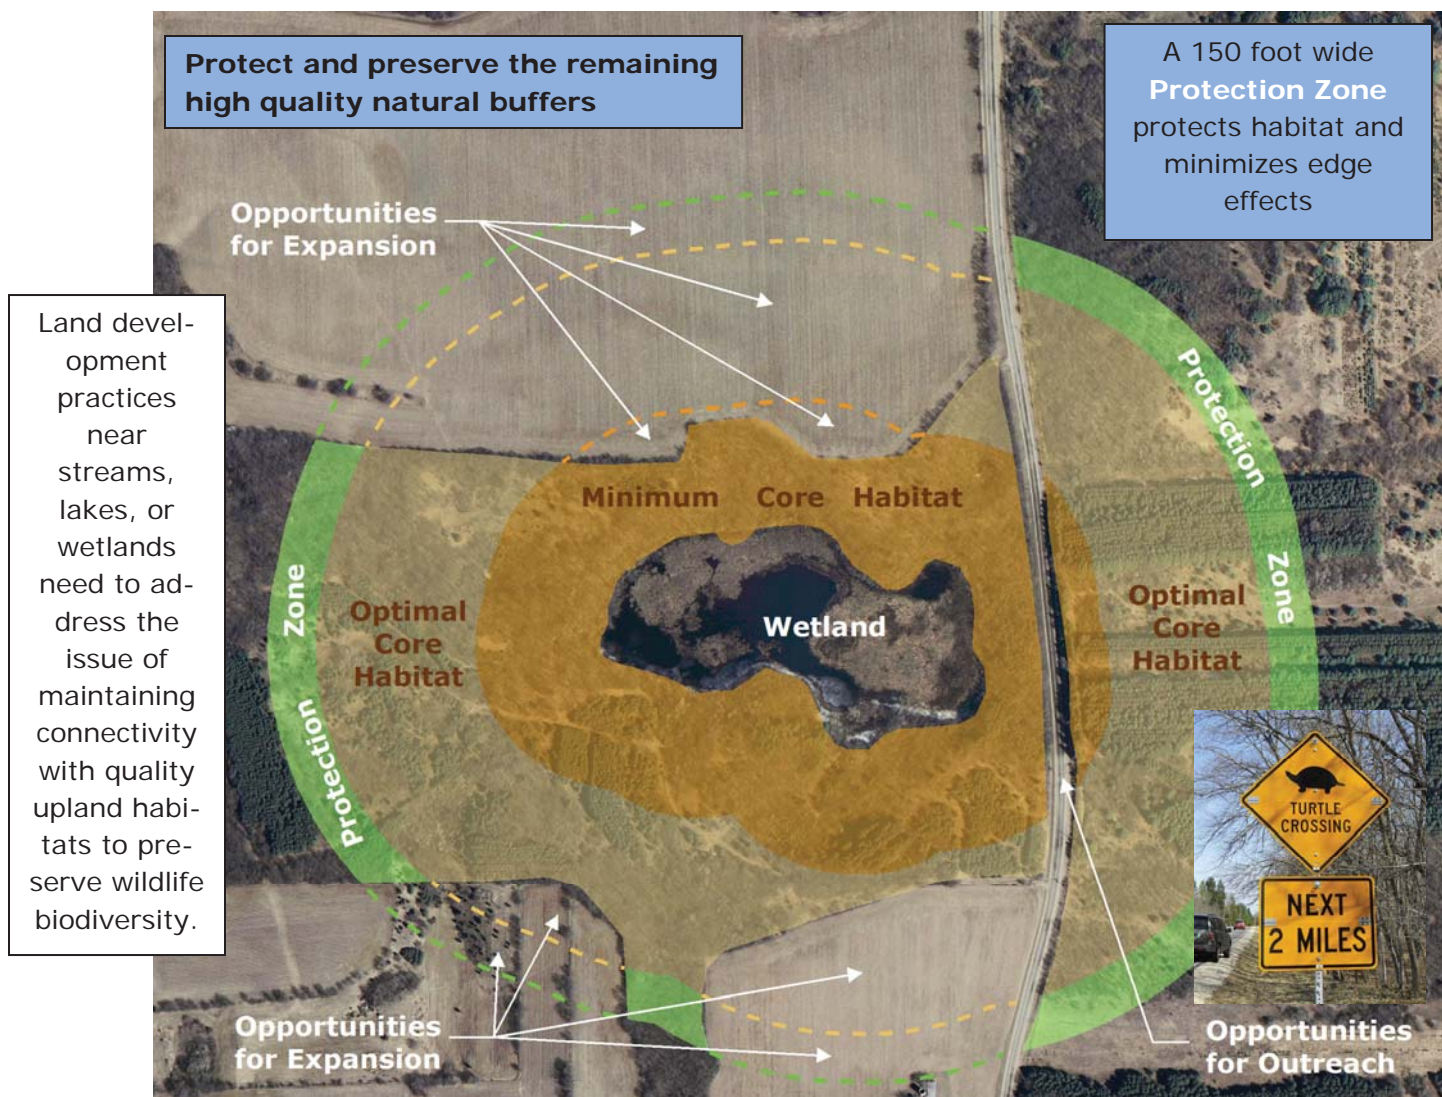 Protect and preserve the remaining
high quality natural buffers
A 150 foot wide
Protection Zone
protects habitat and
minimizes edge
effects
Opportunities
for Expansion
Land devel-
opment
practices
near
streams,
lakes, or
wetlands
need to ad-
dress the
issue of
maintaining
connectivity
with quality
upland habi-
tats to pre-
serve wildlife
biodiversity.
Protection
Zone
Minimum Core Habitat
Zone
Protection
Optimal
Core
Habitat
Wetland
Optimal
Core
Habitat
TURTLE
CROSSING
NEXT
2 MILES
Opportunities
for Expansion
Opportunities
for Outreach